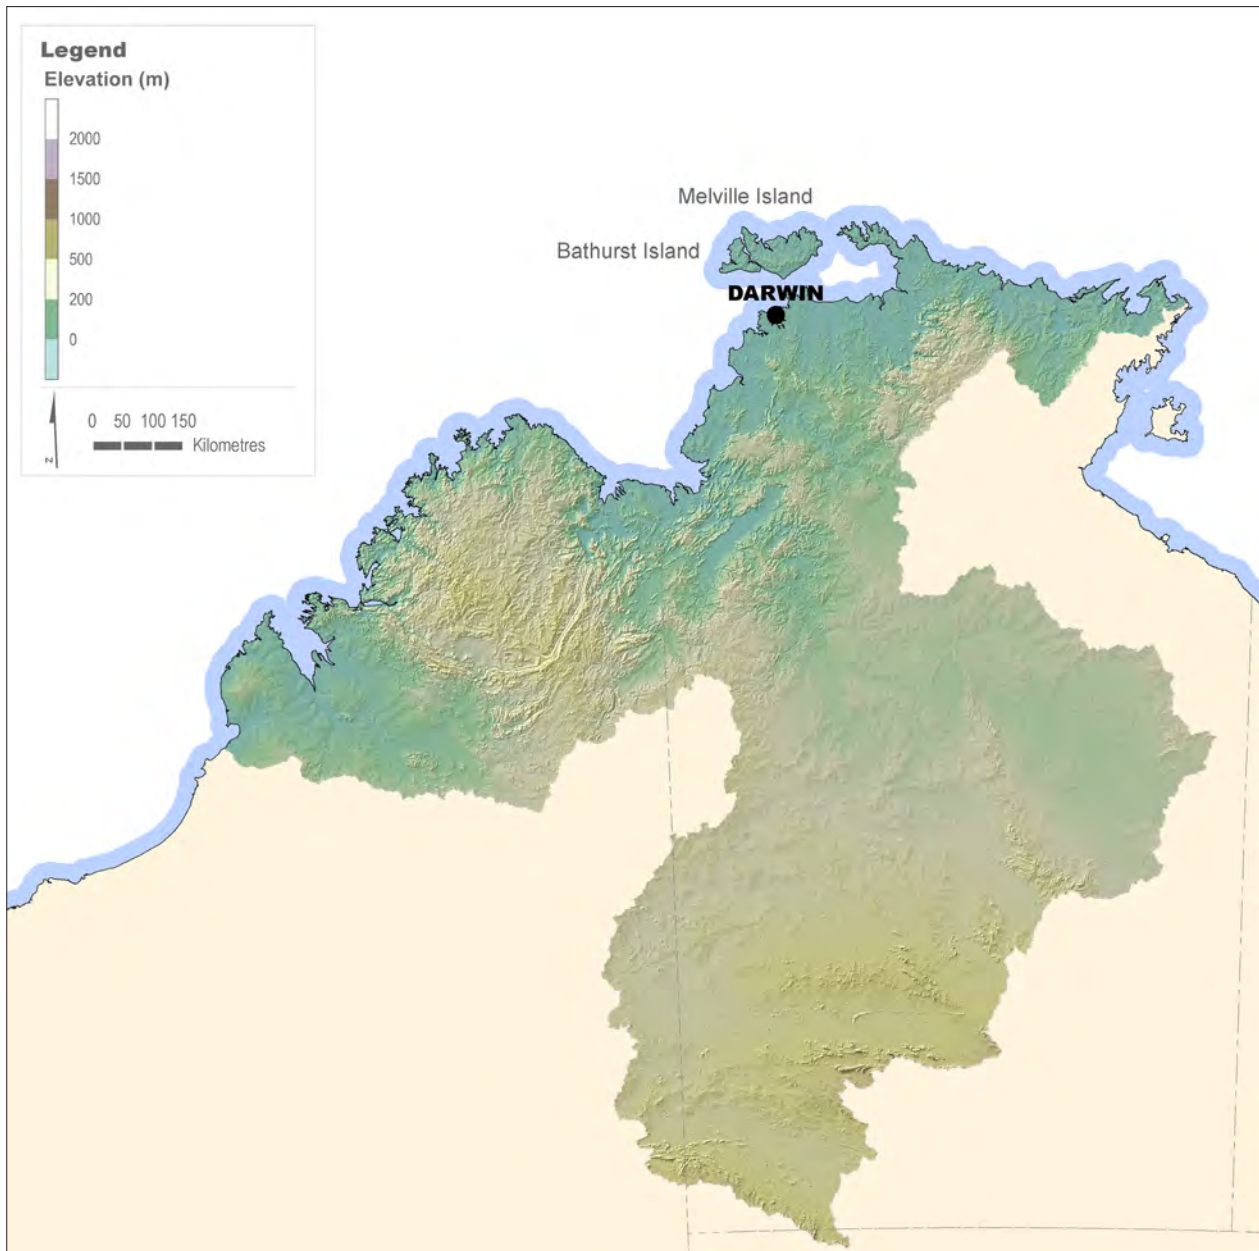 Legend
Elevation (m)
2000
1500
1000
500
200
0
0 50 100 150
Kilometres
N
Melville Island
Bathurst Island
DARWIN